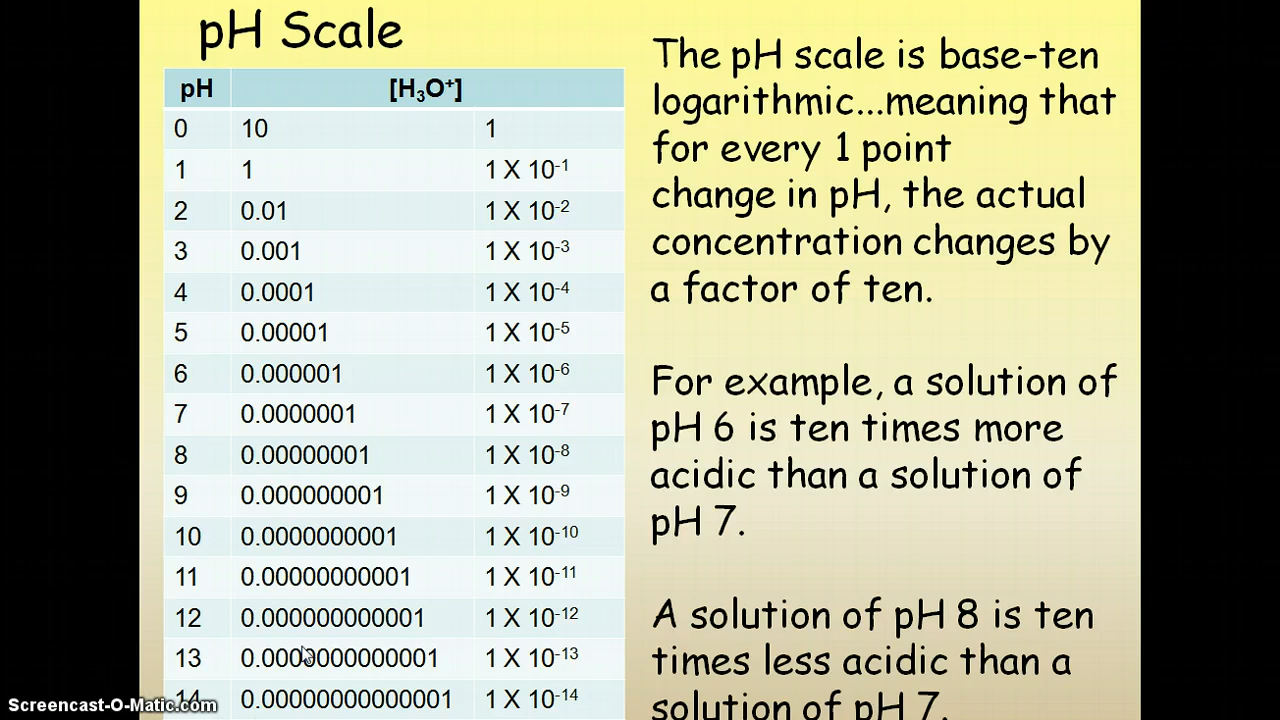 pH Scale
pH [H₃O⁺]
0 10 1
1 1 1 X 10⁻¹
2 0.01 1 X 10⁻²
3 0.001 1 X 10⁻³
4 0.0001 1 X 10⁻⁴
5 0.00001 1 X 10⁻⁵
6 0.000001 1 X 10⁻⁶
7 0.0000001 1 X 10⁻⁷
8 0.00000001 1 X 10⁻⁸
9 0.000000001 1 X 10⁻⁹
10 0.0000000001 1 X 10⁻¹⁰
11 0.00000000001 1 X 10⁻¹¹
12 0.000000000001 1 X 10⁻¹²
13 0.0000000000001 1 X 10⁻¹³
14 0.00000000000001 1 X 10⁻¹⁴
The pH scale is base-ten
logarithmic...meaning that
for every 1 point
change in pH, the actual
concentration changes by
a factor of ten.
For example, a solution of
pH 6 is ten times more
acidic than a solution of
pH 7.
A solution of pH 8 is ten
times less acidic than a
solution of pH 7.
Screencast-O-Matic.com